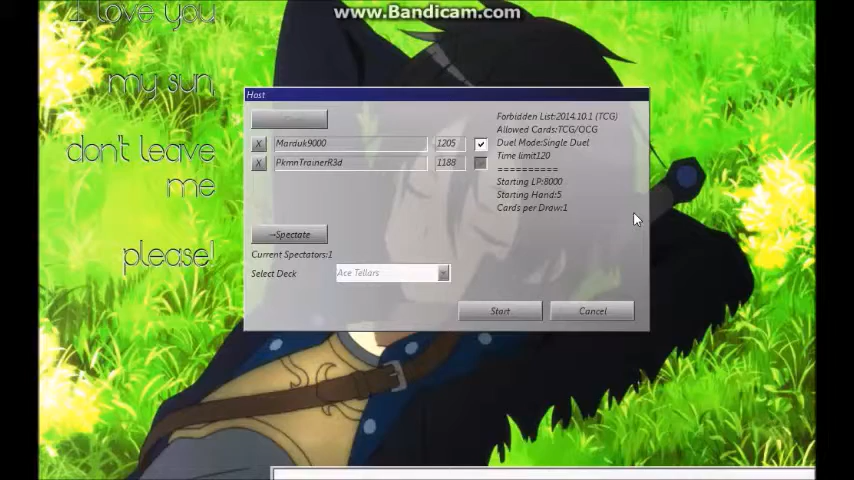 www.Bandicam.com
I love you
my sun,
don't leave
me
please!
Host
X Marduk9000 1205
X PkmnTrainerR3d 1188
→Spectate
Current Spectators:1
Select Deck Ace Tellars
Forbidden List:2014.10.1 (TCG)
Allowed Cards:TCG/OCG
Duel Mode:Single Duel
Time limit120
==========
Starting LP:8000
Starting Hand:5
Cards per Draw:1
Start Cancel